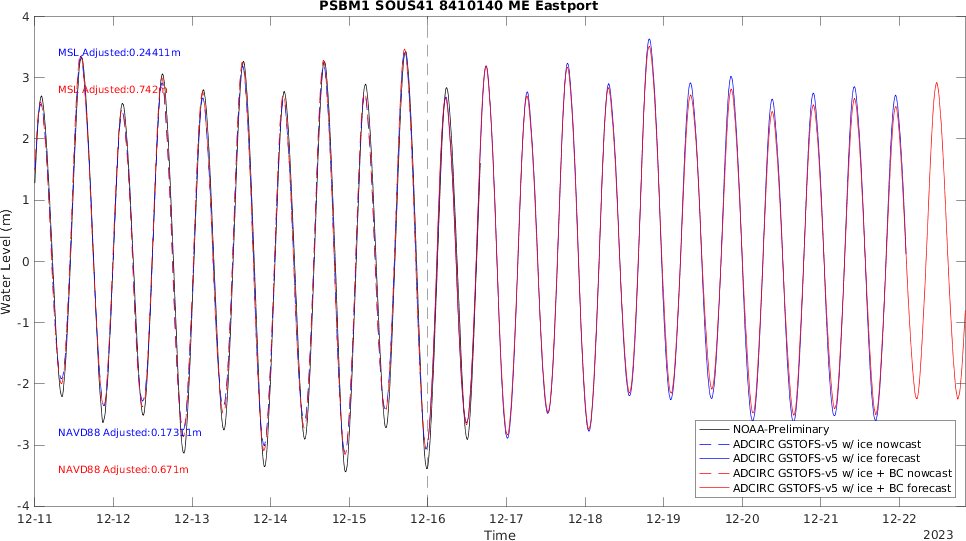 PSBM1 SOUS41 8410140 ME Eastport
4
3
2
1
0
-1
-2
-3
-4
Water Level (m)
MSL Adjusted:0.24411m
MSL Adjusted:0.742m
NAVD88 Adjusted:0.17311m
NAVD88 Adjusted:0.671m
NOAA-Preliminary
ADCIRC GSTOFS-v5 w/ ice nowcast
ADCIRC GSTOFS-v5 w/ ice forecast
ADCIRC GSTOFS-v5 w/ ice + BC nowcast
ADCIRC GSTOFS-v5 w/ ice + BC forecast
12-11 12-12 12-13 12-14 12-15 12-16 12-17 12-18 12-19 12-20 12-21 12-22
Time
2023